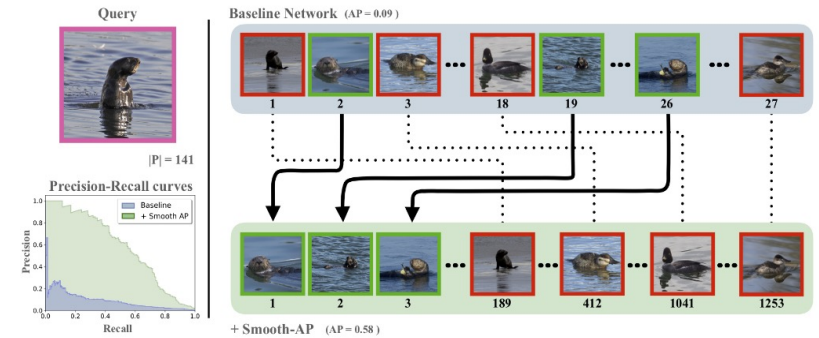 Query
|P| = 141
Precision-Recall curves
Baseline
+ Smooth AP
Precision
1.0
0.8
0.6
0.4
0.2
0.0
0.0 0.2 0.4 0.6 0.8 1.0
Recall
Baseline Network (AP = 0.09)
1 2 3 ... 18 19 ... 26 27
1 2 3 ... 189 ... 412 ... 1041 ... 1253
+ Smooth-AP (AP = 0.58)